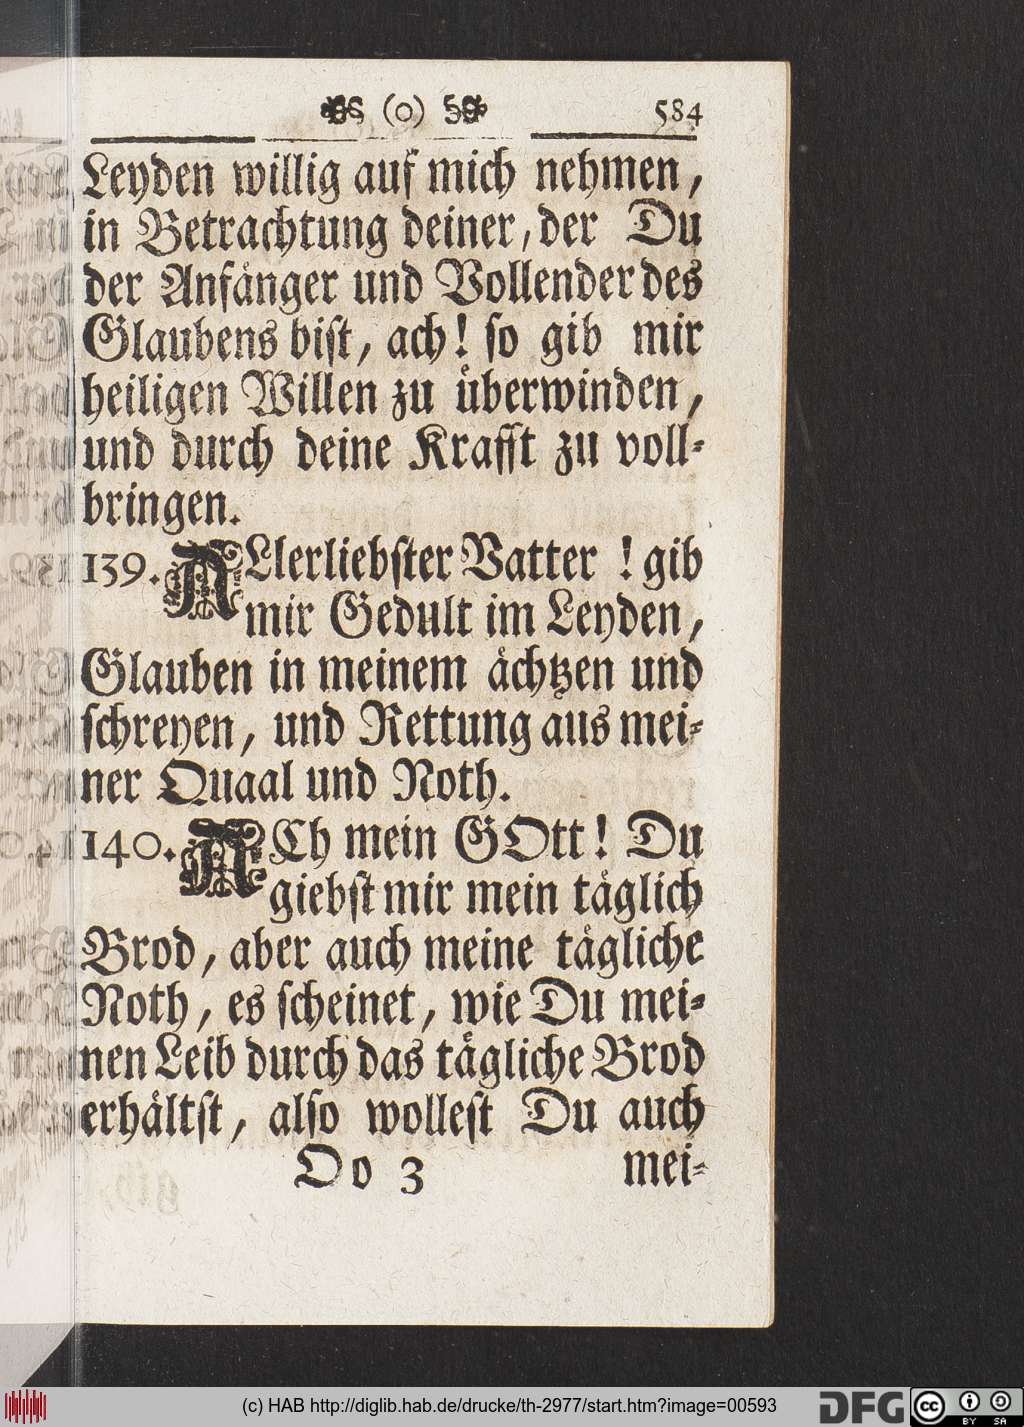 (o) 584
Leyden willig auf mich nehmen,
in Betrachtung deiner, der Du
der Anfänger und Vollender des
Glaubens bist, ach! so gib mir
heiligen Willen zu überwinden,
und durch deine Krafft zu voll-
bringen.
139. ALlerliebster Vatter! gib
mir Gedult im Leyden,
Glauben in meinem ächtzen und
schreyen, und Rettung aus mei-
ner Quaal und Noth.
140. ACh mein GOtt! Du
giebst mir mein täglich
Brod, aber auch meine tägliche
Noth, es scheinet, wie Du mei-
nen Leib durch das tägliche Brod
erhältst, also wollest Du auch
Oo 3 mei-
(c) HAB http://diglib.hab.de/drucke/th-2977/start.htm?image=00593
DFG cc BY SA